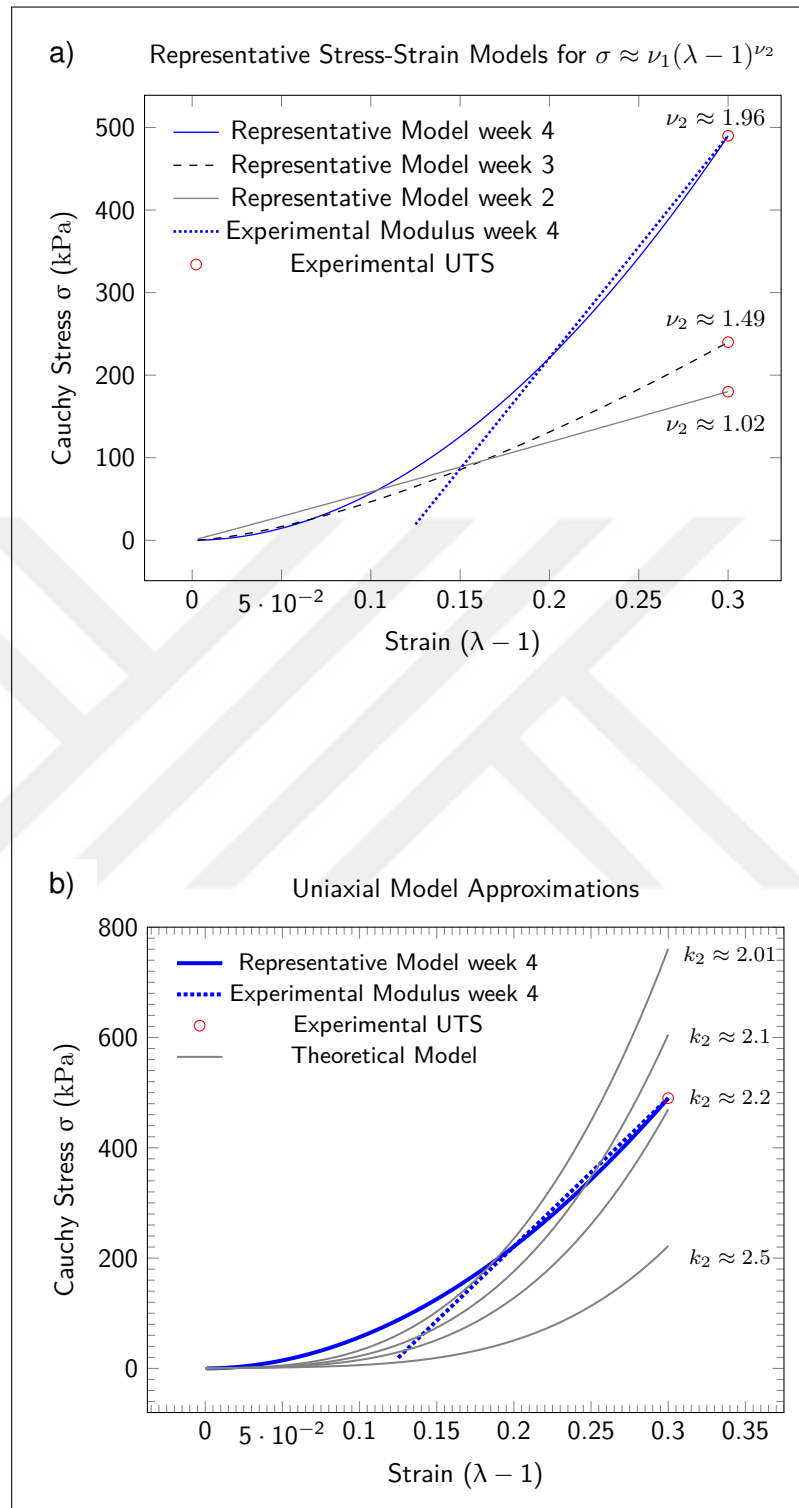 a)
Representative Stress-Strain Models for σ ≈ ν₁(λ − 1)^ν₂
Representative Model week 4
Representative Model week 3
Representative Model week 2
Experimental Modulus week 4
Experimental UTS
ν₂ ≈ 1.96
ν₂ ≈ 1.49
ν₂ ≈ 1.02
500
400
300
200
100
0
Cauchy Stress σ (kPa)
0 5 · 10⁻² 0.1 0.15 0.2 0.25 0.3
Strain (λ − 1)
b)
Uniaxial Model Approximations
Representative Model week 4
Experimental Modulus week 4
Experimental UTS
Theoretical Model
k₂ ≈ 2.01
k₂ ≈ 2.1
k₂ ≈ 2.2
k₂ ≈ 2.5
800
600
400
200
0
Cauchy Stress σ (kPa)
0 5 · 10⁻² 0.1 0.15 0.2 0.25 0.3 0.35
Strain (λ − 1)